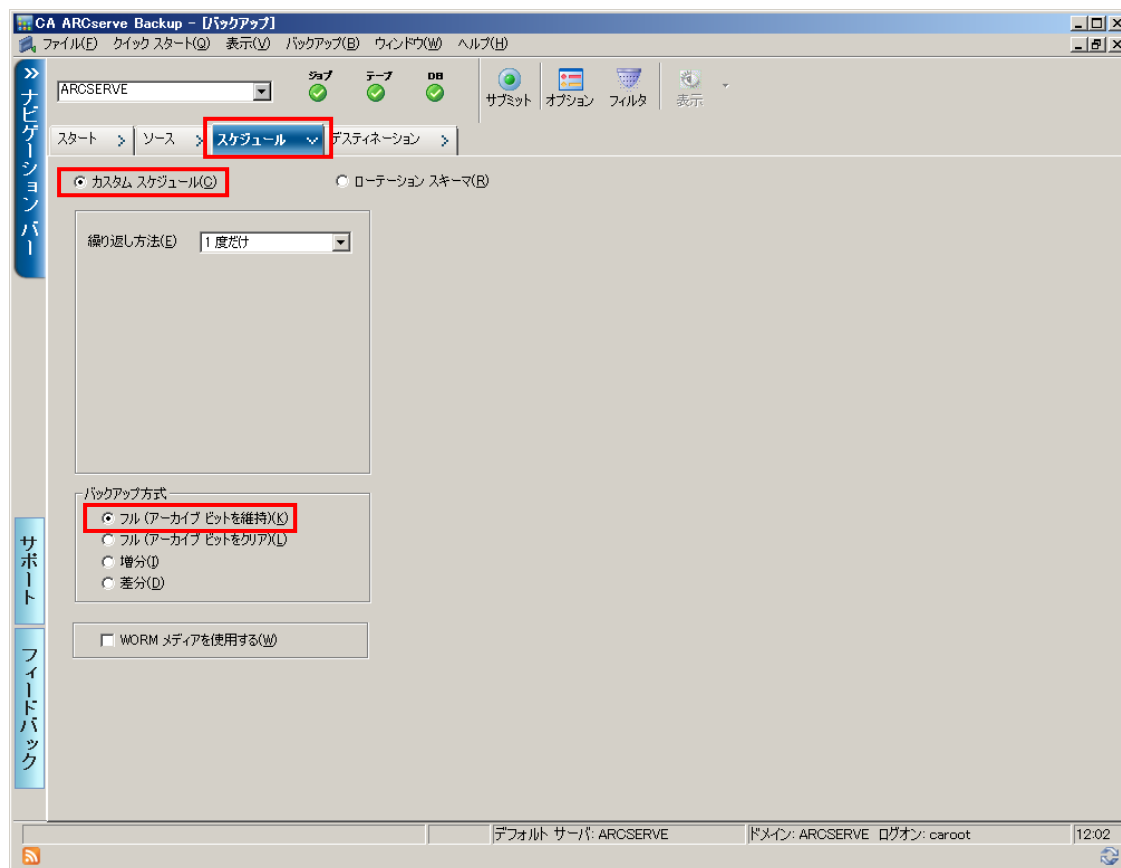 CA ARCserve Backup - [バックアップ]
ファイル(F) クイック スタート(Q) 表示(V) バックアップ(B) ウィンドウ(W) ヘルプ(H)
ARCSERVE
ジョブ テープ DB
サブミット オプション フィルタ 表示
スタート ソース スケジュール デスティネーション
カスタム スケジュール(C) ローテーション スキーマ(R)
繰り返し方法(E) 1 度だけ
バックアップ方式
フル (アーカイブ ビットを維持)(K)
フル (アーカイブ ビットをクリア)(L)
増分(I)
差分(D)
WORM メディアを使用する(W)
ナビゲーション バー
サポート
フィードバック
デフォルト サーバ: ARCSERVE ドメイン: ARCSERVE ログオン: caroot 12:02